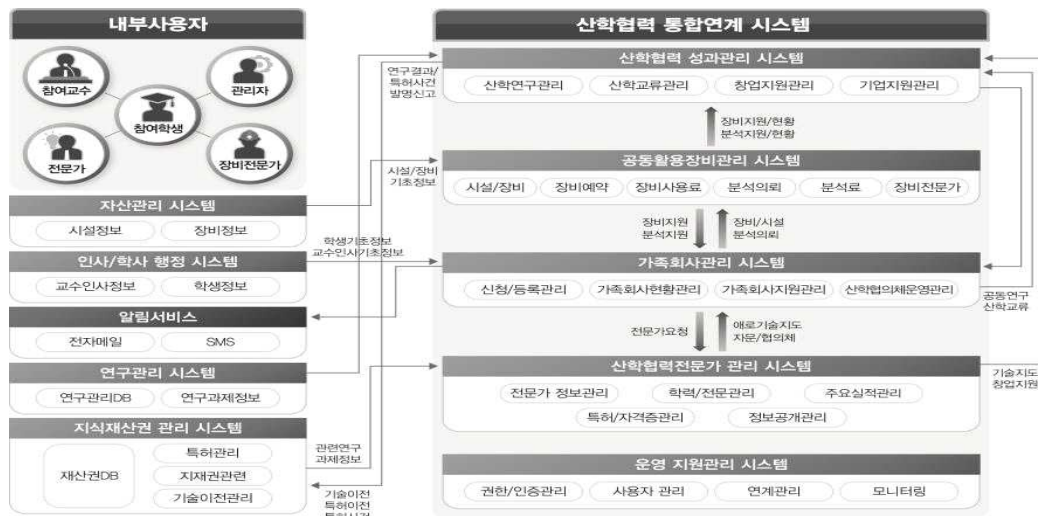 내부사용자
참여교수
관리자
참여학생
전문가
장비전문가
자산관리 시스템
시설정보
장비정보
인사/학사 행정 시스템
교수인사정보
학생정보
알림서비스
전자메일
SMS
연구관리 시스템
연구관리DB
연구과제정보
지식재산권 관리 시스템
재산권DB
특허관리
지재권관련
기술이전관리
연구결과/
특허사건
발명신고
시설/장비
기초정보
학생기초정보
교수인사기초정보
관련연구
과제정보
기술이전
특허이전
산학협력 통합연계 시스템
산학협력 성과관리 시스템
산학연구관리
산학교류관리
창업지원관리
기업지원관리
장비지원/현황
분석지원/현황
공동활용장비관리 시스템
시설/장비
장비예약
장비사용료
분석의뢰
분석료
장비전문가
장비지원
분석지원
장비/시설
분석의뢰
가족회사관리 시스템
신청/등록관리
가족회사현황관리
가족회사지원관리
산학협의체운영관리
전문가요청
애로기술지도
자문/협의체
산학협력전문가 관리 시스템
전문가 정보관리
학력/전문관리
주요실적관리
특허/자격증관리
정보공개관리
운영 지원관리 시스템
권한/인증관리
사용자 관리
연계관리
모니터링
공동연구
산학교류
기술지도
창업지원